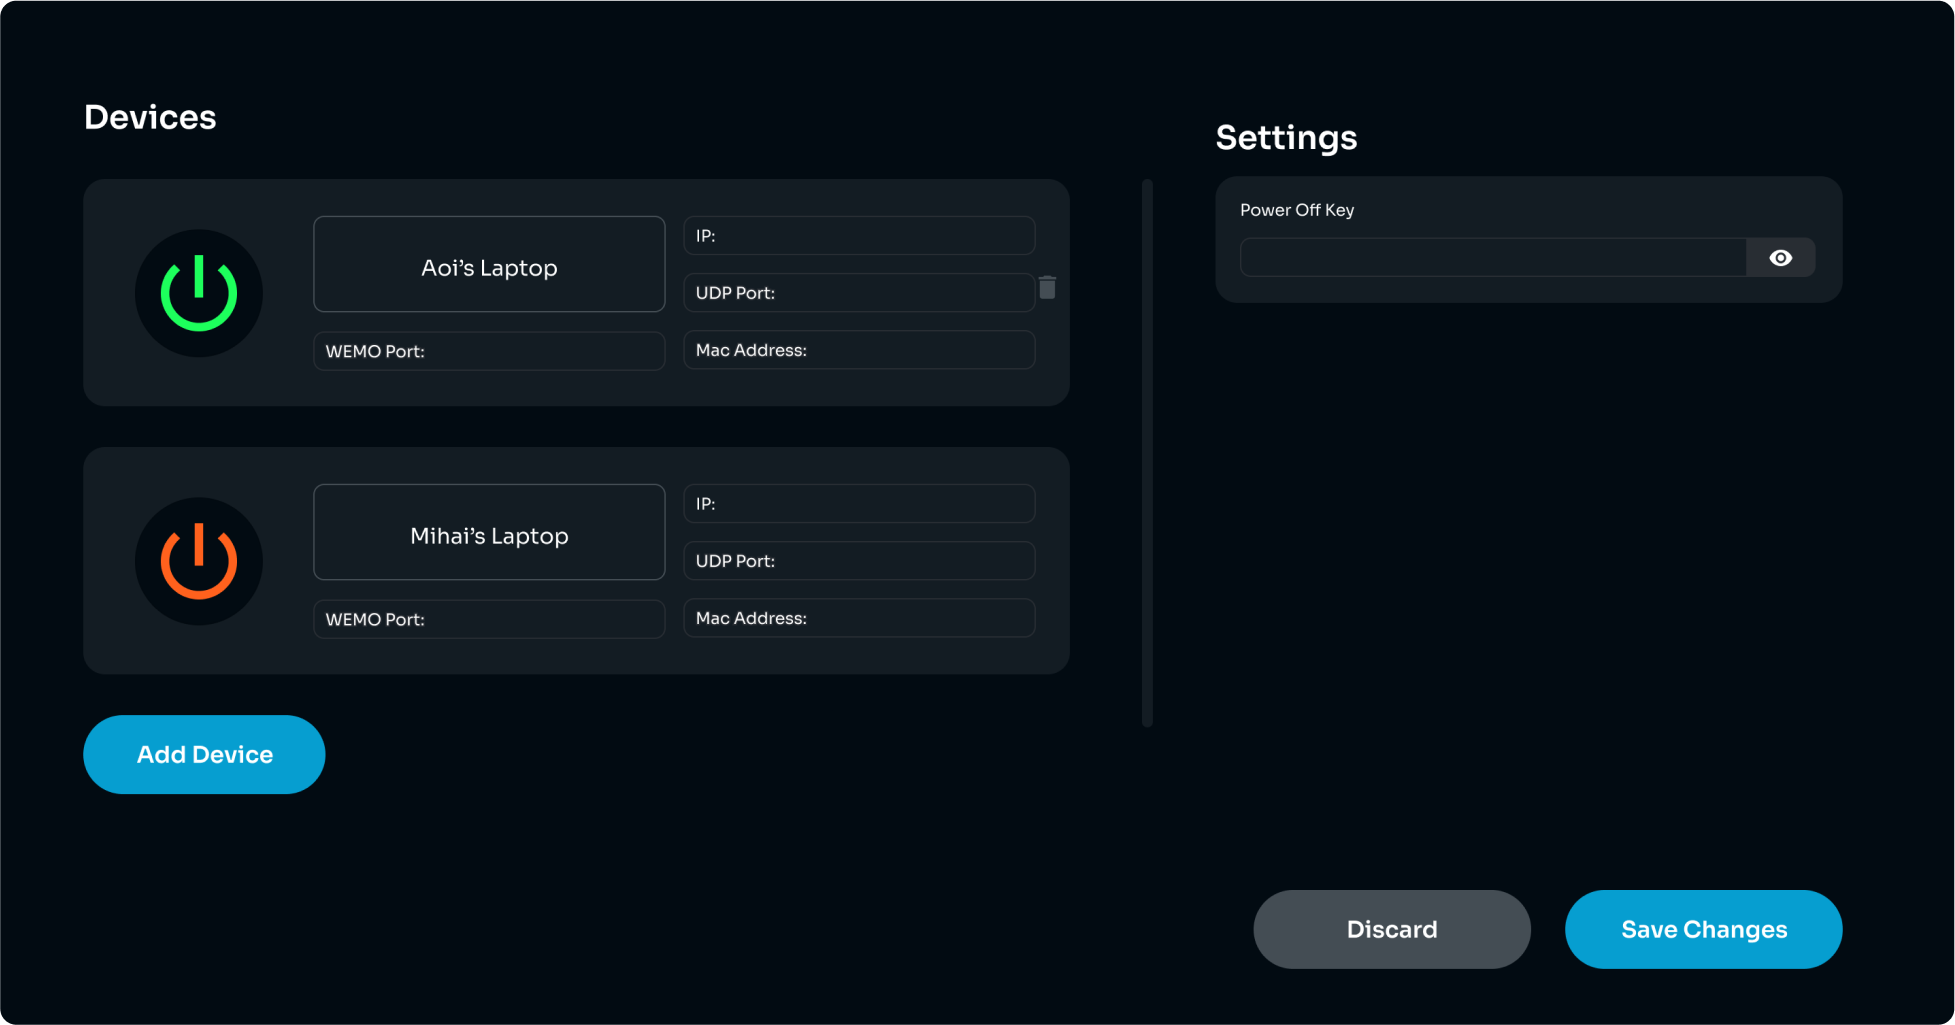 Devices
Aoi’s Laptop
WEMO Port:
IP:
UDP Port:
Mac Address:
Mihai’s Laptop
WEMO Port:
IP:
UDP Port:
Mac Address:
Add Device
Settings
Power Off Key
Discard
Save Changes